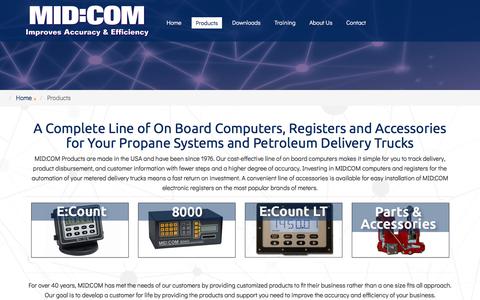 MID:COM
Improves Accuracy & Efficiency
Home Products Downloads Training About Us Contact
/ Home / Products
A Complete Line of On Board Computers, Registers and Accessories
for Your Propane Systems and Petroleum Delivery Trucks
MID:COM Products are made in the USA and have been since 1976. Our cost-effective line of on board computers makes it simple for you to track delivery,
product disbursement, and customer information with fewer steps and a higher degree of accuracy. Investing in MID:COM computers and registers for
the automation of your metered delivery trucks means a fast return on investment. A convenient line of accessories is available for easy installation of MID:COM
electronic registers on the most popular brands of meters.
E:Count
8000
E:Count LT
Parts &
Accessories
MID:COM 8000
1450.0
For over 40 years, MID:COM has met the needs of our customers by providing customized products to fit their business rather than a one size fits all approach.
Our goal is to develop a customer for life by providing the products and support you need to improve the accuracy and efficiency of your business.